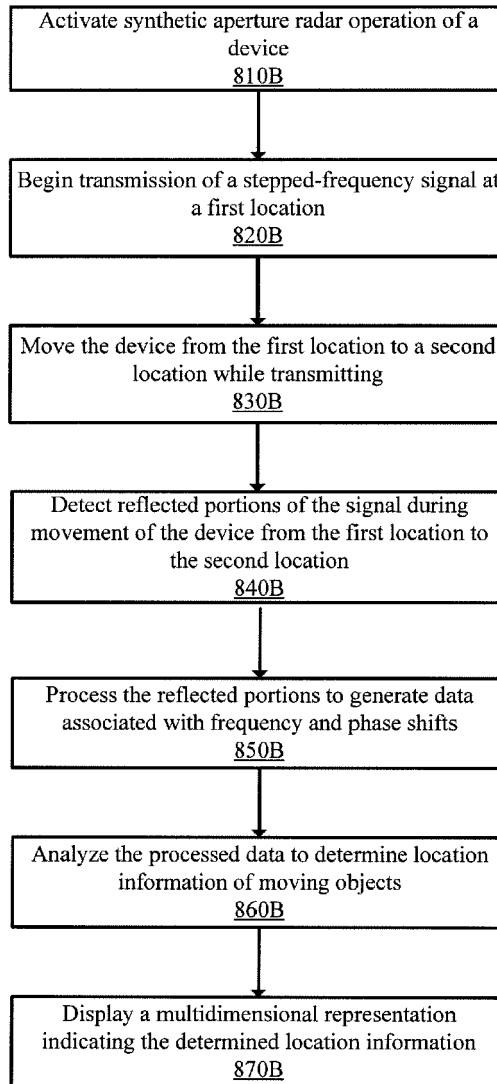 Activate synthetic aperture radar operation of a
device
810B
Begin transmission of a stepped-frequency signal at
a first location
820B
Move the device from the first location to a second
location while transmitting
830B
Detect reflected portions of the signal during
movement of the device from the first location to
the second location
840B
Process the reflected portions to generate data
associated with frequency and phase shifts
850B
Analyze the processed data to determine location
information of moving objects
860B
Display a multidimensional representation
indicating the determined location information
870B